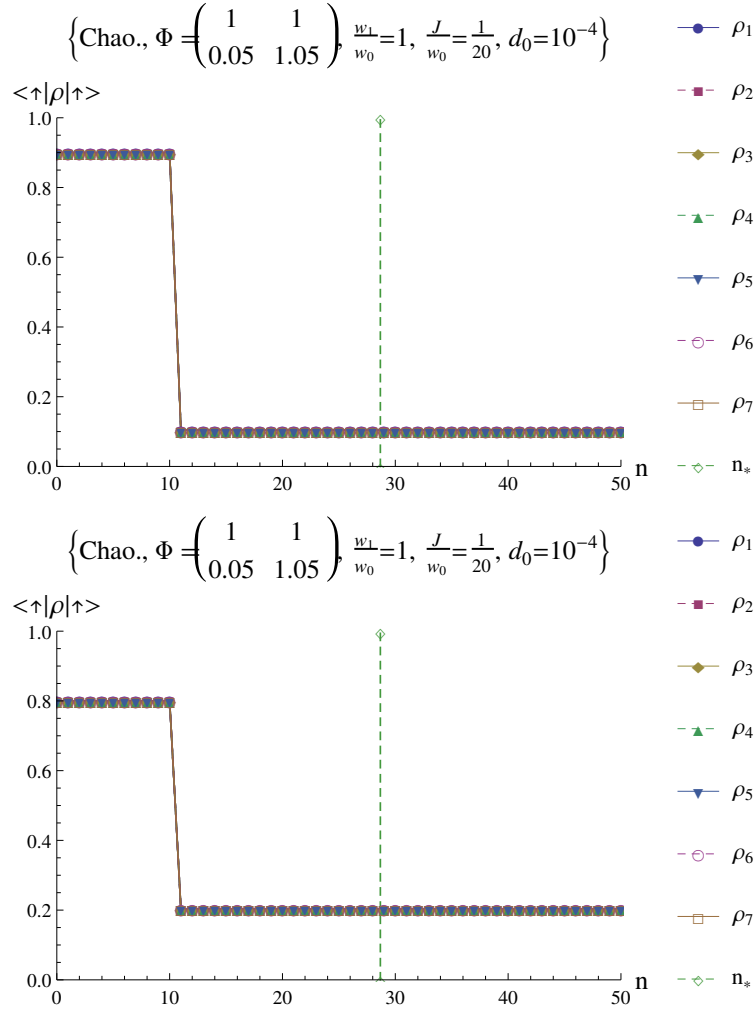 {Chao., Φ = (1 1
0.05 1.05), w₁/w₀=1, J/w₀=1/20, d₀=10⁻⁴}
<↑|ρ|↑>
1.0
0.8
0.6
0.4
0.2
0.0
0 10 20 30 40 50 n
ρ₁
ρ₂
ρ₃
ρ₄
ρ₅
ρ₆
ρ₇
n*
{Chao., Φ = (1 1
0.05 1.05), w₁/w₀=1, J/w₀=1/20, d₀=10⁻⁴}
<↑|ρ|↑>
1.0
0.8
0.6
0.4
0.2
0.0
0 10 20 30 40 50 n
ρ₁
ρ₂
ρ₃
ρ₄
ρ₅
ρ₆
ρ₇
n*